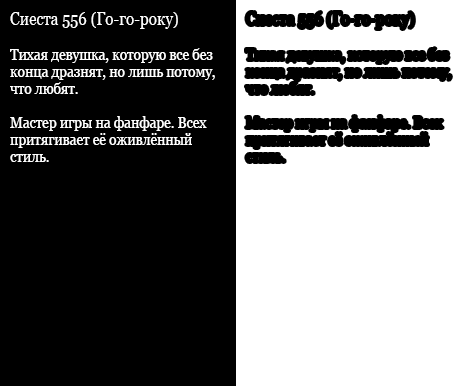 Сиеста 556 (Го-го-року)
Тихая девушка, которую все без
конца дразнят, но лишь потому,
что любят.
Мастер игры на фанфаре. Всех
притягивает её оживлённый
стиль.
Сиеста 556 (Го-го-року)
Тихая девушка, которую все без
конца дразнят, но лишь потому,
что любят.
Мастер игры на фанфаре. Всех
притягивает её оживлённый
стиль.